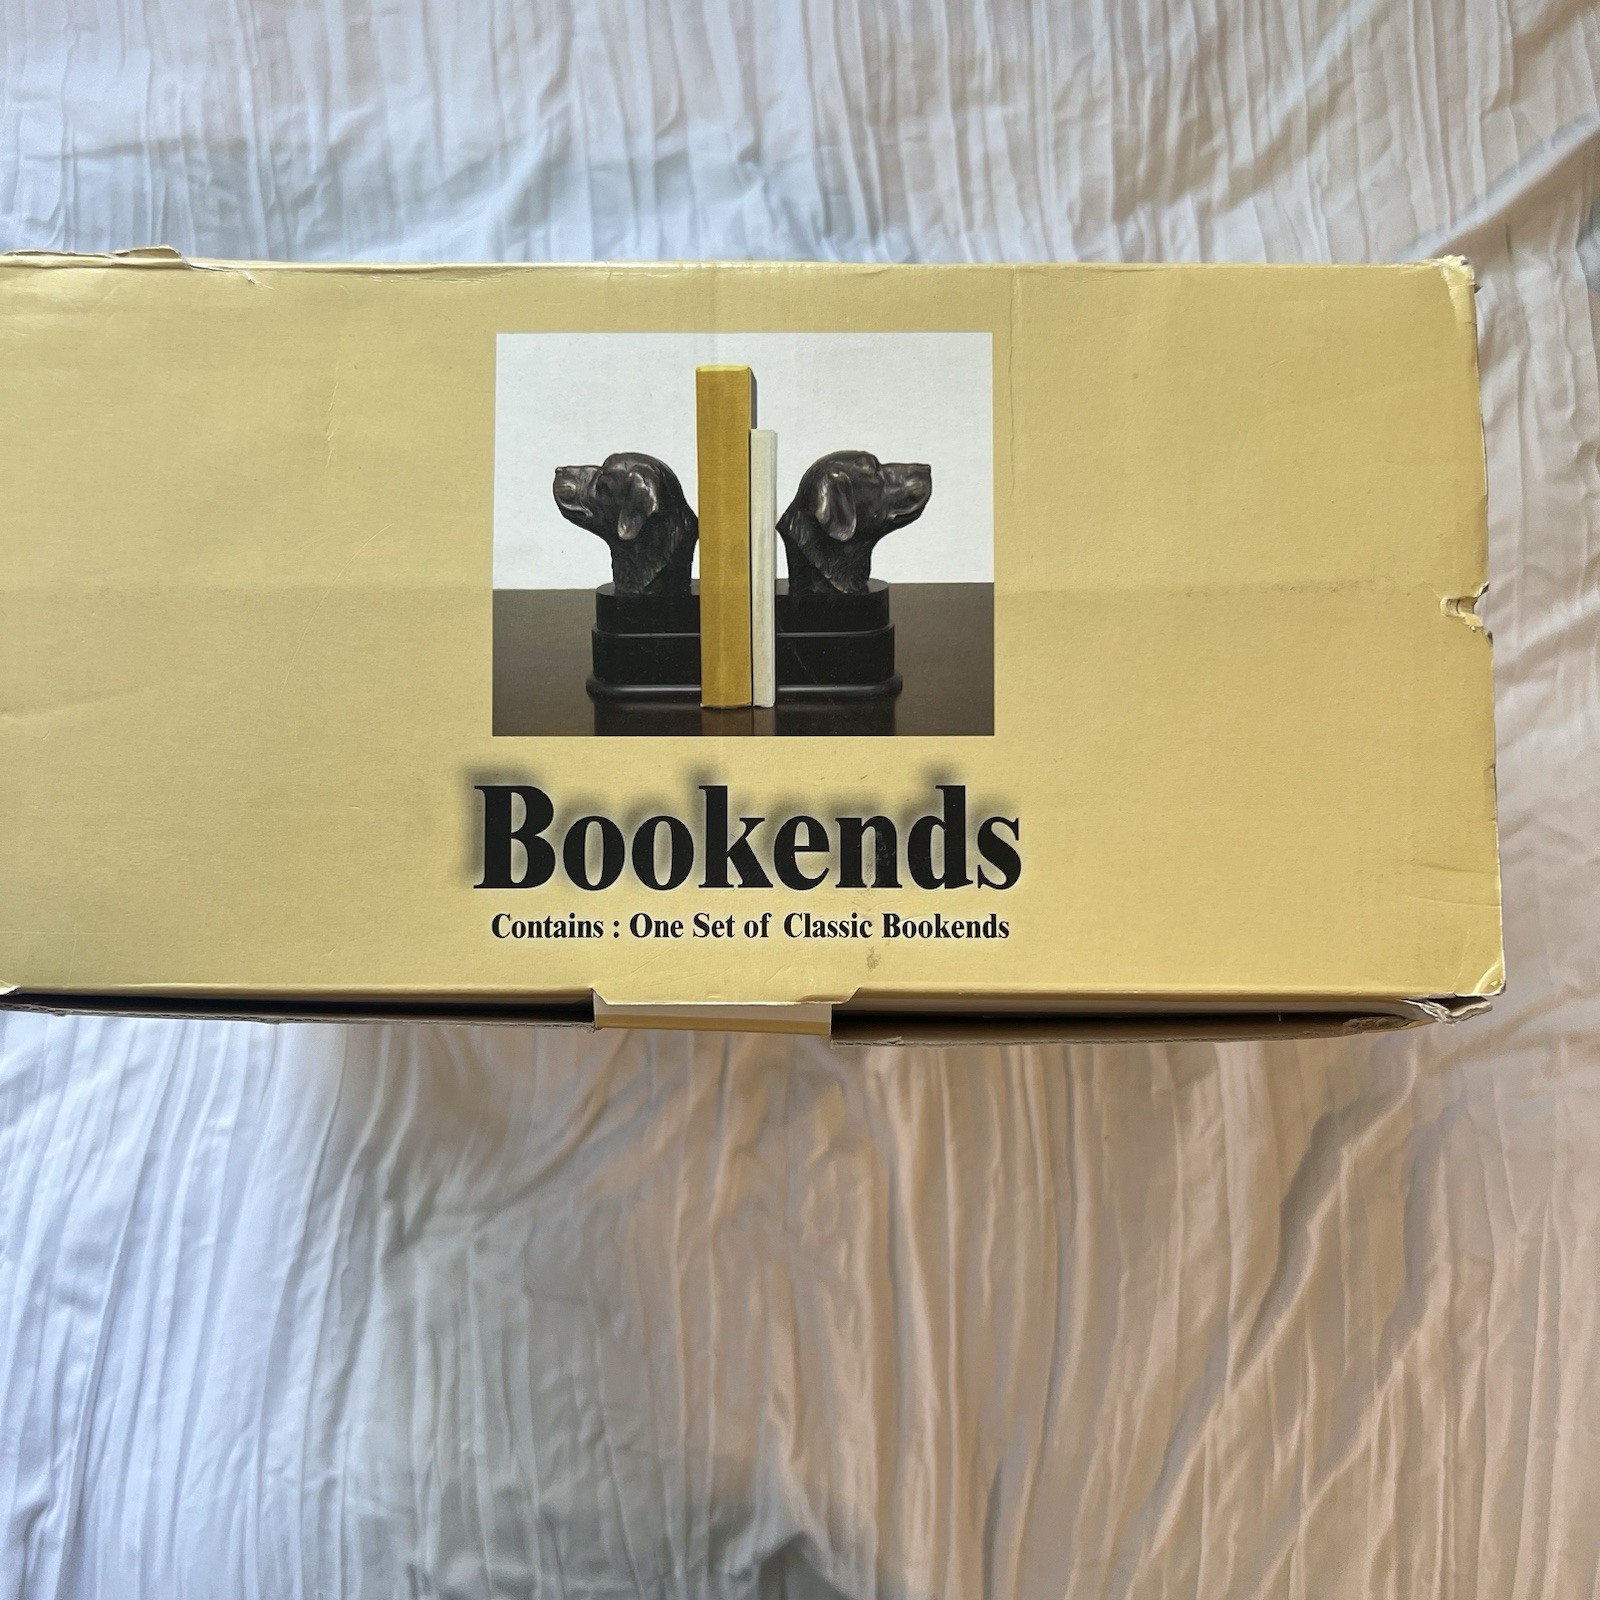 Bookends
Contains : One Set of Classic Bookends